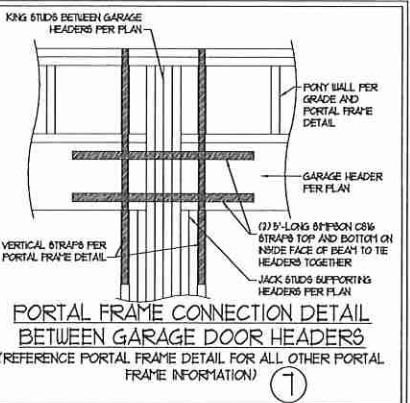 KING STUDS BETWEEN GARAGE
HEADERS PER PLAN
PONY WALL PER
GRADE AND
PORTAL FRAME
DETAIL
GARAGE HEADER
PER PLAN
(2) 5'-LONG SIMPSON CS16
STRAPS TOP AND BOTTOM ON
INSIDE FACE OF BEAM TO TIE
HEADERS TOGETHER
VERTICAL STRAPS PER
PORTAL FRAME DETAIL
JACK STUDS SUPPORTING
HEADERS PER PLAN
PORTAL FRAME CONNECTION DETAIL
BETWEEN GARAGE DOOR HEADERS
(REFERENCE PORTAL FRAME DETAIL FOR ALL OTHER PORTAL
FRAME INFORMATION)
7